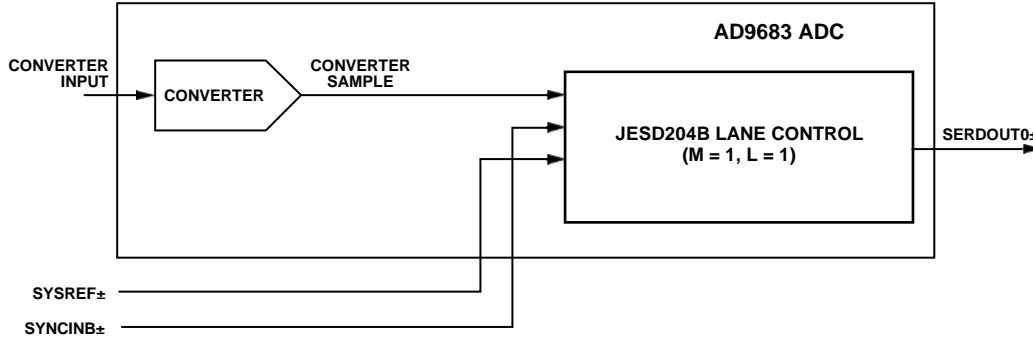 AD9683 ADC
CONVERTER
INPUT
CONVERTER
CONVERTER
SAMPLE
JESD204B LANE CONTROL
(M = 1, L = 1)
SERDOUT0±
SYSREF±
SYNCINB±